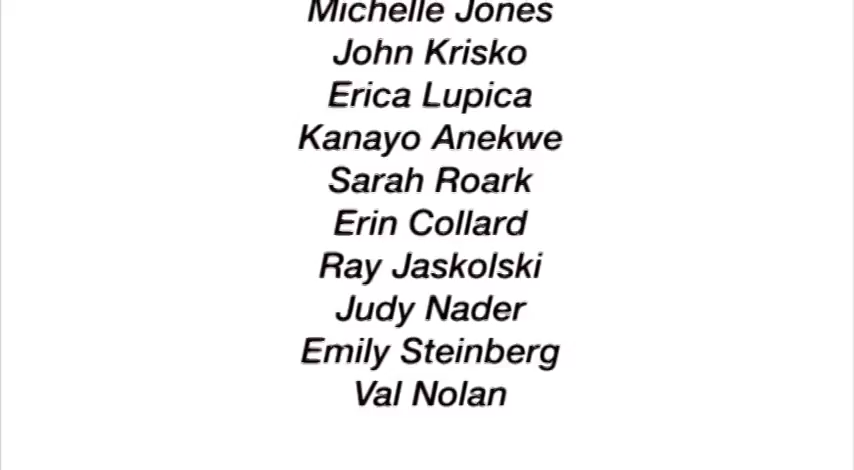 Michelle Jones
John Krisko
Erica Lupica
Kanayo Anekwe
Sarah Roark
Erin Collard
Ray Jaskolski
Judy Nader
Emily Steinberg
Val Nolan